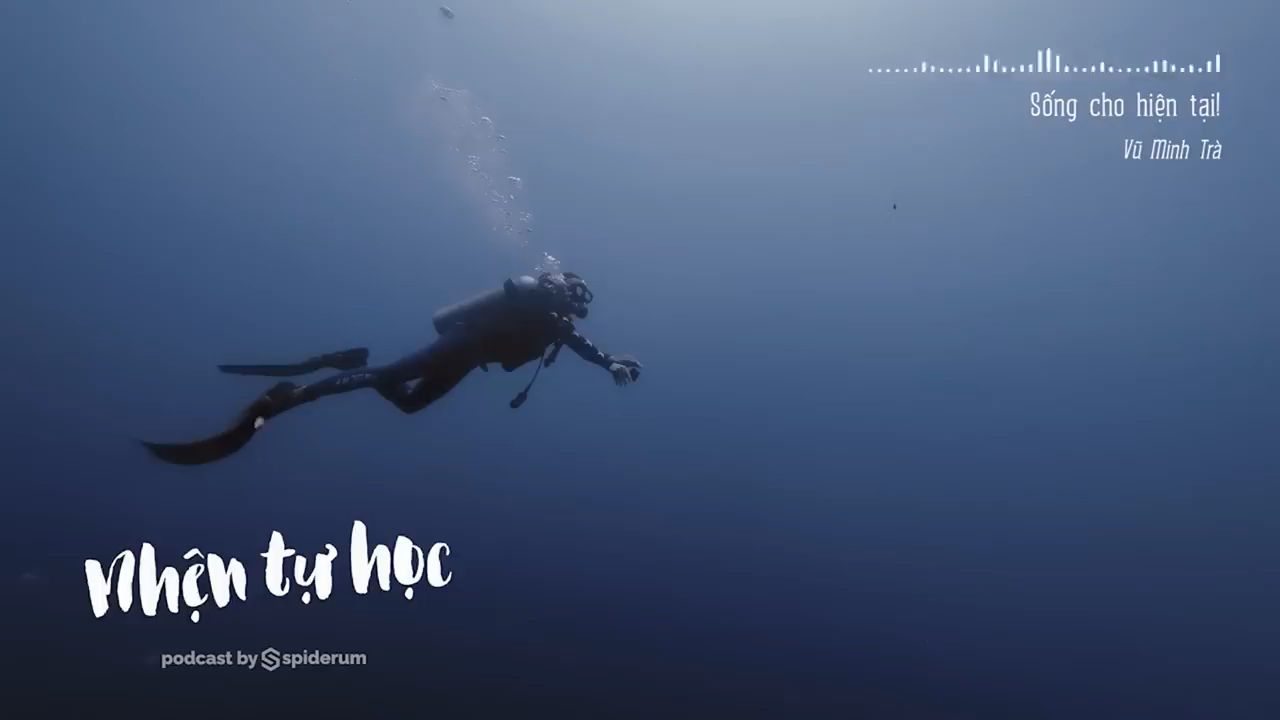 Sống cho hiện tại!
Vũ Minh Trà
Nhện tự học
podcast by spiderum